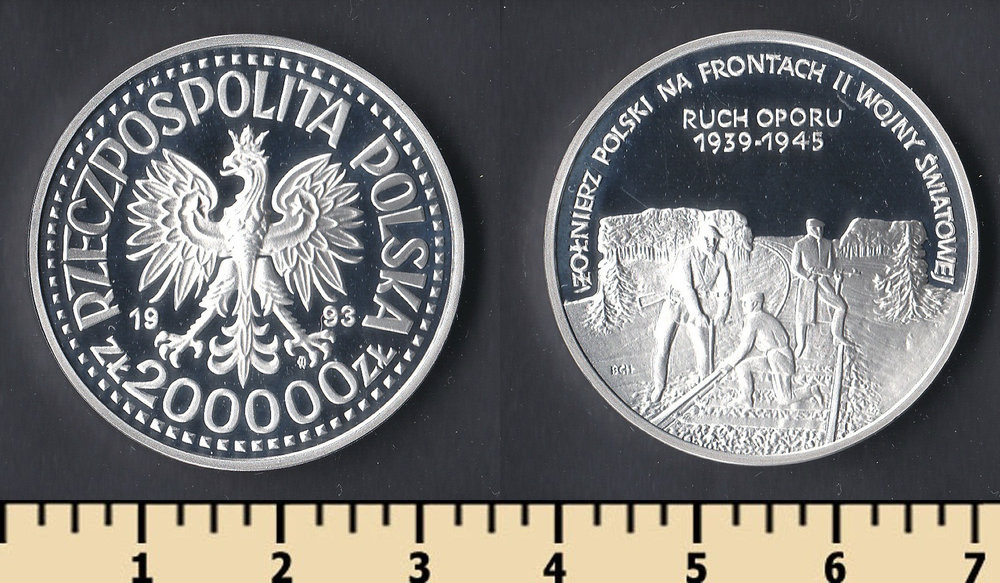 RZECZPOSPOLITA POLSKA
19 93
ZŁ 200000 ZŁ
ŻOŁNIERZ POLSKI NA FRONTACH II WOJNY ŚWIATOWEJ
RUCH OPORU
1939-1945
1 2 3 4 5 6 7